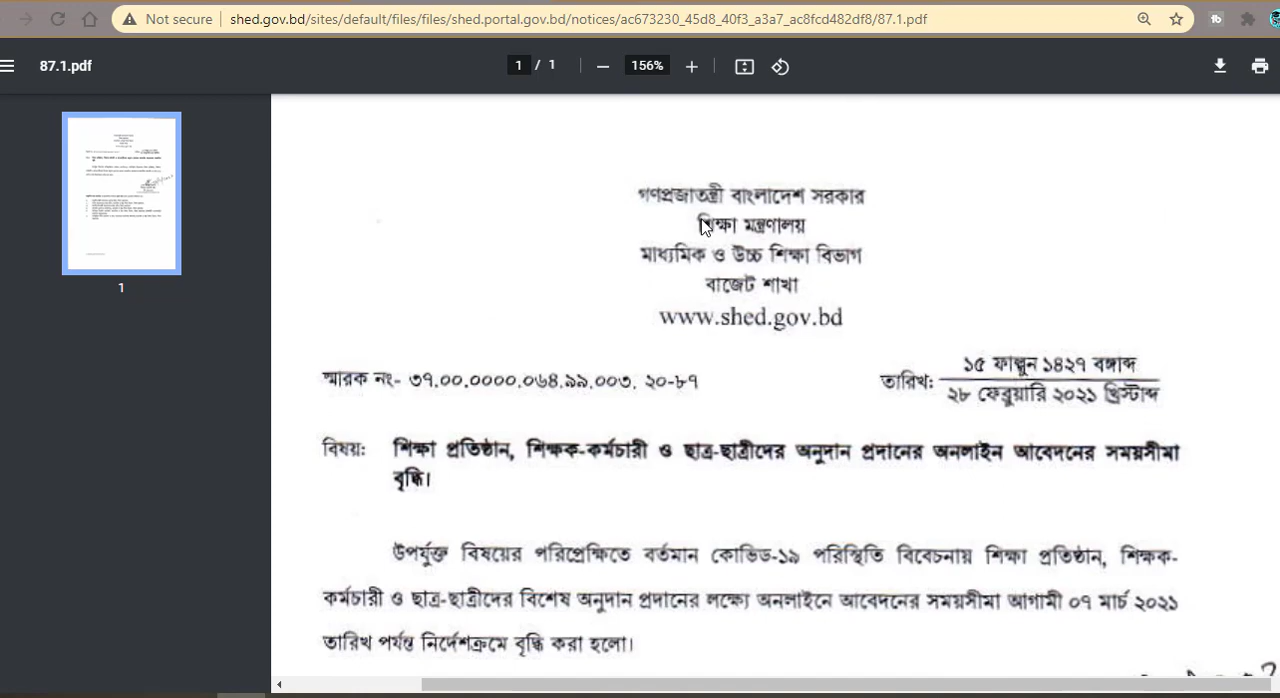 Not secure | shed.gov.bd/sites/default/files/files/shed.portal.gov.bd/notices/ac673230_45d8_40f3_a3a7_ac8fcd482df8/87.1.pdf
87.1.pdf
1 / 1
156%
1
গণপ্রজাতন্ত্রী বাংলাদেশ সরকার
শিক্ষা মন্ত্রণালয়
মাধ্যমিক ও উচ্চ শিক্ষা বিভাগ
বাজেট শাখা
www.shed.gov.bd
স্মারক নং- ৩৭.০০.০০০০.০৬৪.৯৯.০০৩. ২০-৮৭
তারিখ: ১৫ ফাল্গুন ১৪২৭ বঙ্গাব্দ
২৮ ফেব্রুয়ারি ২০২১ খ্রিস্টাব্দ
বিষয়: শিক্ষা প্রতিষ্ঠান, শিক্ষক-কর্মচারী ও ছাত্র-ছাত্রীদের অনুদান প্রদানের অনলাইন আবেদনের সময়সীমা
বৃদ্ধি।
উপর্যুক্ত বিষয়ের পরিপ্রেক্ষিতে বর্তমান কোভিড-১৯ পরিস্থিতি বিবেচনায় শিক্ষা প্রতিষ্ঠান, শিক্ষক-
কর্মচারী ও ছাত্র-ছাত্রীদের বিশেষ অনুদান প্রদানের লক্ষ্যে অনলাইনে আবেদনের সময়সীমা আগামী ০৭ মার্চ ২০২১
তারিখ পর্যন্ত নির্দেশক্রমে বৃদ্ধি করা হলো।